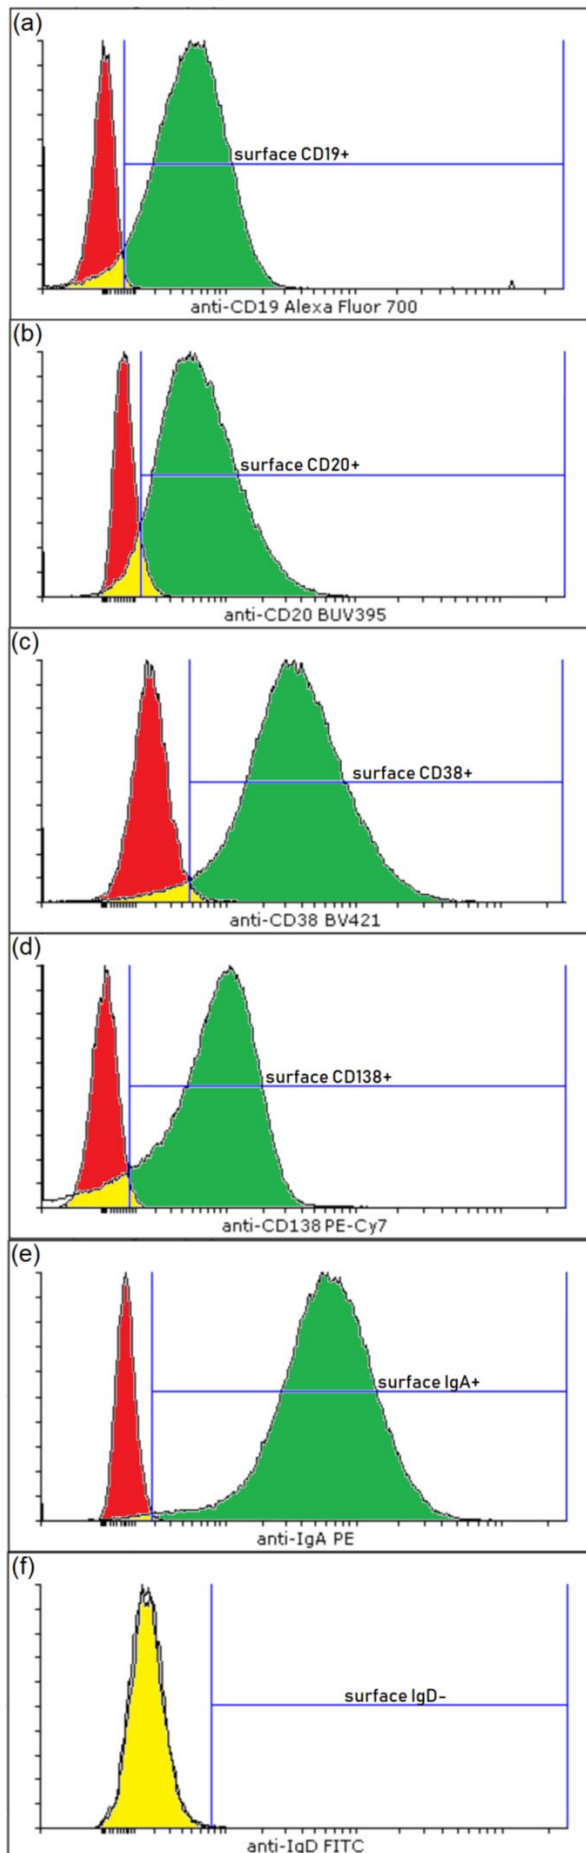 (a)
surface CD19+
anti-CD19 Alexa Fluor 700
(b)
surface CD20+
anti-CD20 BUV395
(c)
surface CD38+
anti-CD38 BV421
(d)
surface CD138+
anti-CD138 PE-Cy7
(e)
surface IgA+
anti-IgA PE
(f)
surface IgD-
anti-IgD FITC